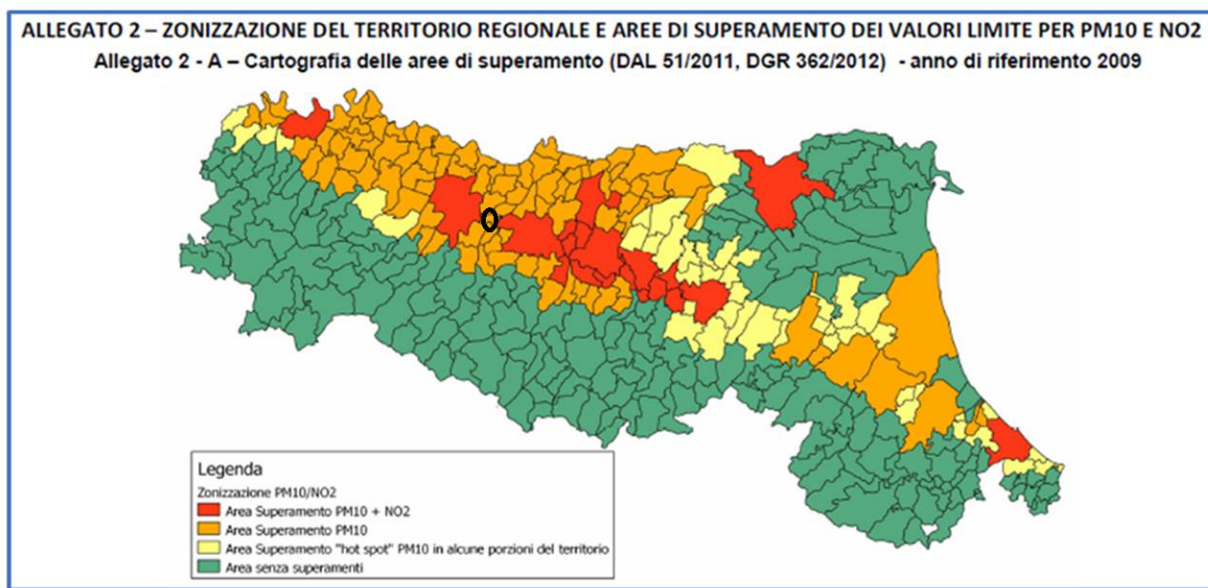 ALLEGATO 2 – ZONIZZAZIONE DEL TERRITORIO REGIONALE E AREE DI SUPERAMENTO DEI VALORI LIMITE PER PM10 E NO2
Allegato 2 - A – Cartografia delle aree di superamento (DAL 51/2011, DGR 362/2012) - anno di riferimento 2009
Legenda
Zonizzazione PM10/NO2
Area Superamento PM10 + NO2
Area Superamento PM10
Area Superamento "hot spot" PM10 in alcune porzioni del territorio
Area senza superamenti